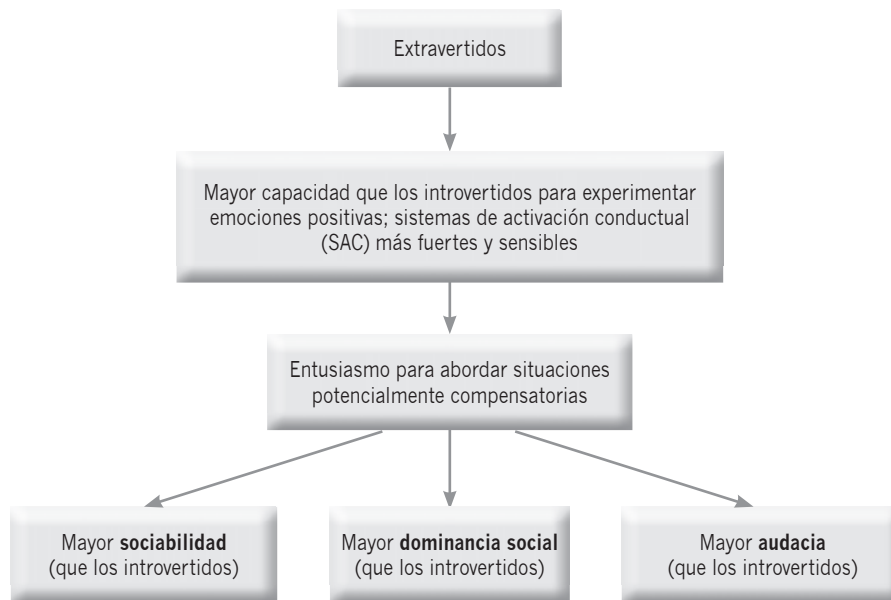 Extravertidos
Mayor capacidad que los introvertidos para experimentar
emociones positivas; sistemas de activación conductual
(SAC) más fuertes y sensibles
Entusiasmo para abordar situaciones
potencialmente compensatorias
Mayor sociabilidad
(que los introvertidos)
Mayor dominancia social
(que los introvertidos)
Mayor audacia
(que los introvertidos)